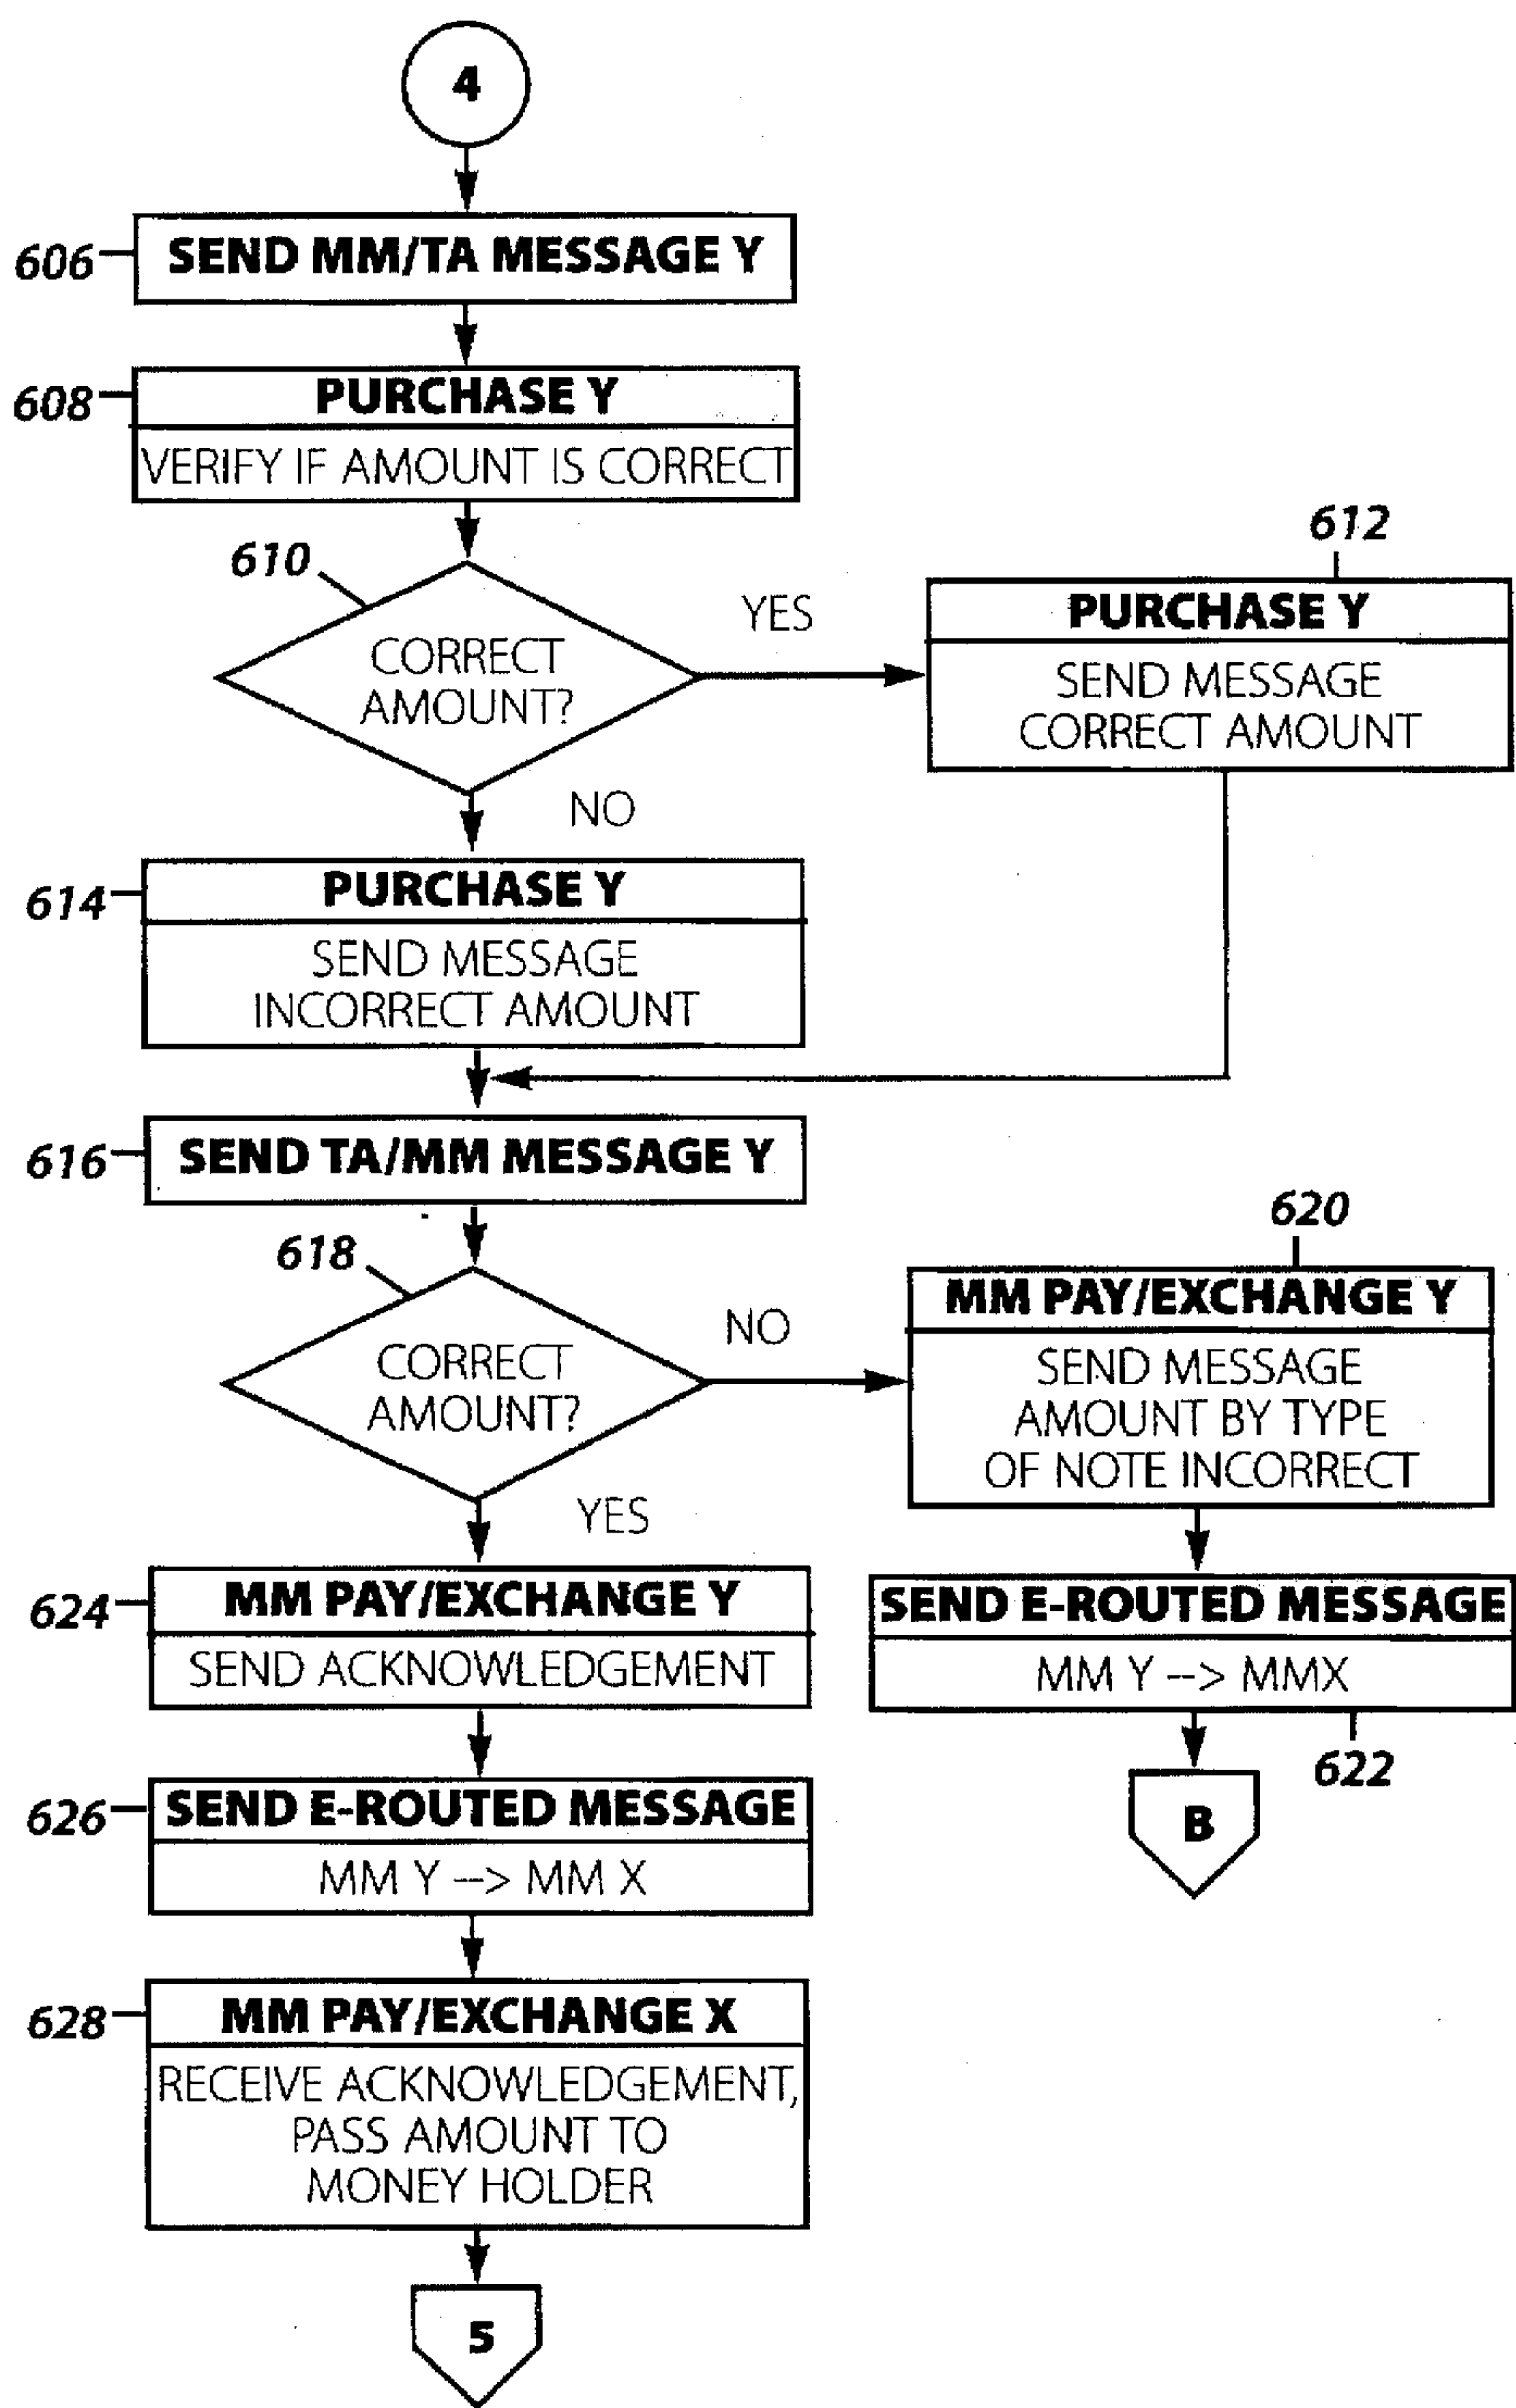 4
606
SEND MM/TA MESSAGE Y
608
PURCHASE Y
VERIFY IF AMOUNT IS CORRECT
610
CORRECT
AMOUNT?
YES
612
PURCHASE Y
SEND MESSAGE
CORRECT AMOUNT
NO
614
PURCHASE Y
SEND MESSAGE
INCORRECT AMOUNT
616
SEND TA/MM MESSAGE Y
618
CORRECT
AMOUNT?
NO
620
MM PAY/EXCHANGE Y
SEND MESSAGE
AMOUNT BY TYPE
OF NOTE INCORRECT
SEND E-ROUTED MESSAGE
MM Y --> MMX
622
B
YES
624
MM PAY/EXCHANGE Y
SEND ACKNOWLEDGEMENT
626
SEND E-ROUTED MESSAGE
MM Y --> MM X
628
MM PAY/EXCHANGE X
RECEIVE ACKNOWLEDGEMENT,
PASS AMOUNT TO
MONEY HOLDER
5